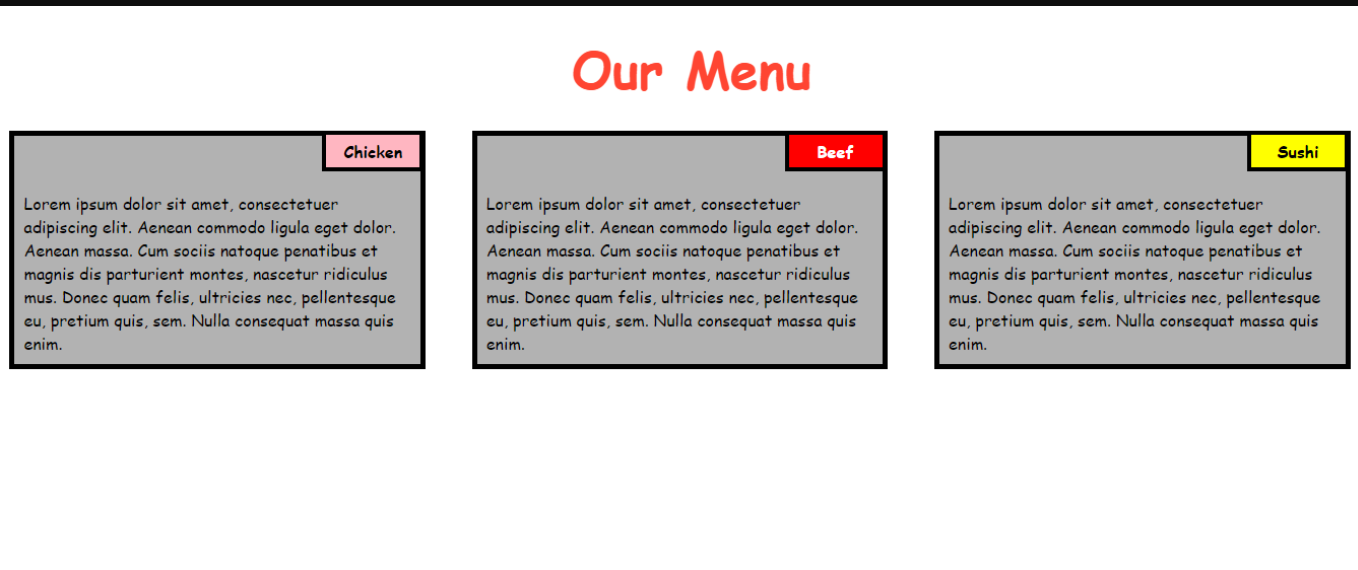 Our Menu
Chicken
Lorem ipsum dolor sit amet, consectetuer
adipiscing elit. Aenean commodo ligula eget dolor.
Aenean massa. Cum sociis natoque penatibus et
magnis dis parturient montes, nascetur ridiculus
mus. Donec quam felis, ultricies nec, pellentesque
eu, pretium quis, sem. Nulla consequat massa quis
enim.
Beef
Lorem ipsum dolor sit amet, consectetuer
adipiscing elit. Aenean commodo ligula eget dolor.
Aenean massa. Cum sociis natoque penatibus et
magnis dis parturient montes, nascetur ridiculus
mus. Donec quam felis, ultricies nec, pellentesque
eu, pretium quis, sem. Nulla consequat massa quis
enim.
Sushi
Lorem ipsum dolor sit amet, consectetuer
adipiscing elit. Aenean commodo ligula eget dolor.
Aenean massa. Cum sociis natoque penatibus et
magnis dis parturient montes, nascetur ridiculus
mus. Donec quam felis, ultricies nec, pellentesque
eu, pretium quis, sem. Nulla consequat massa quis
enim.